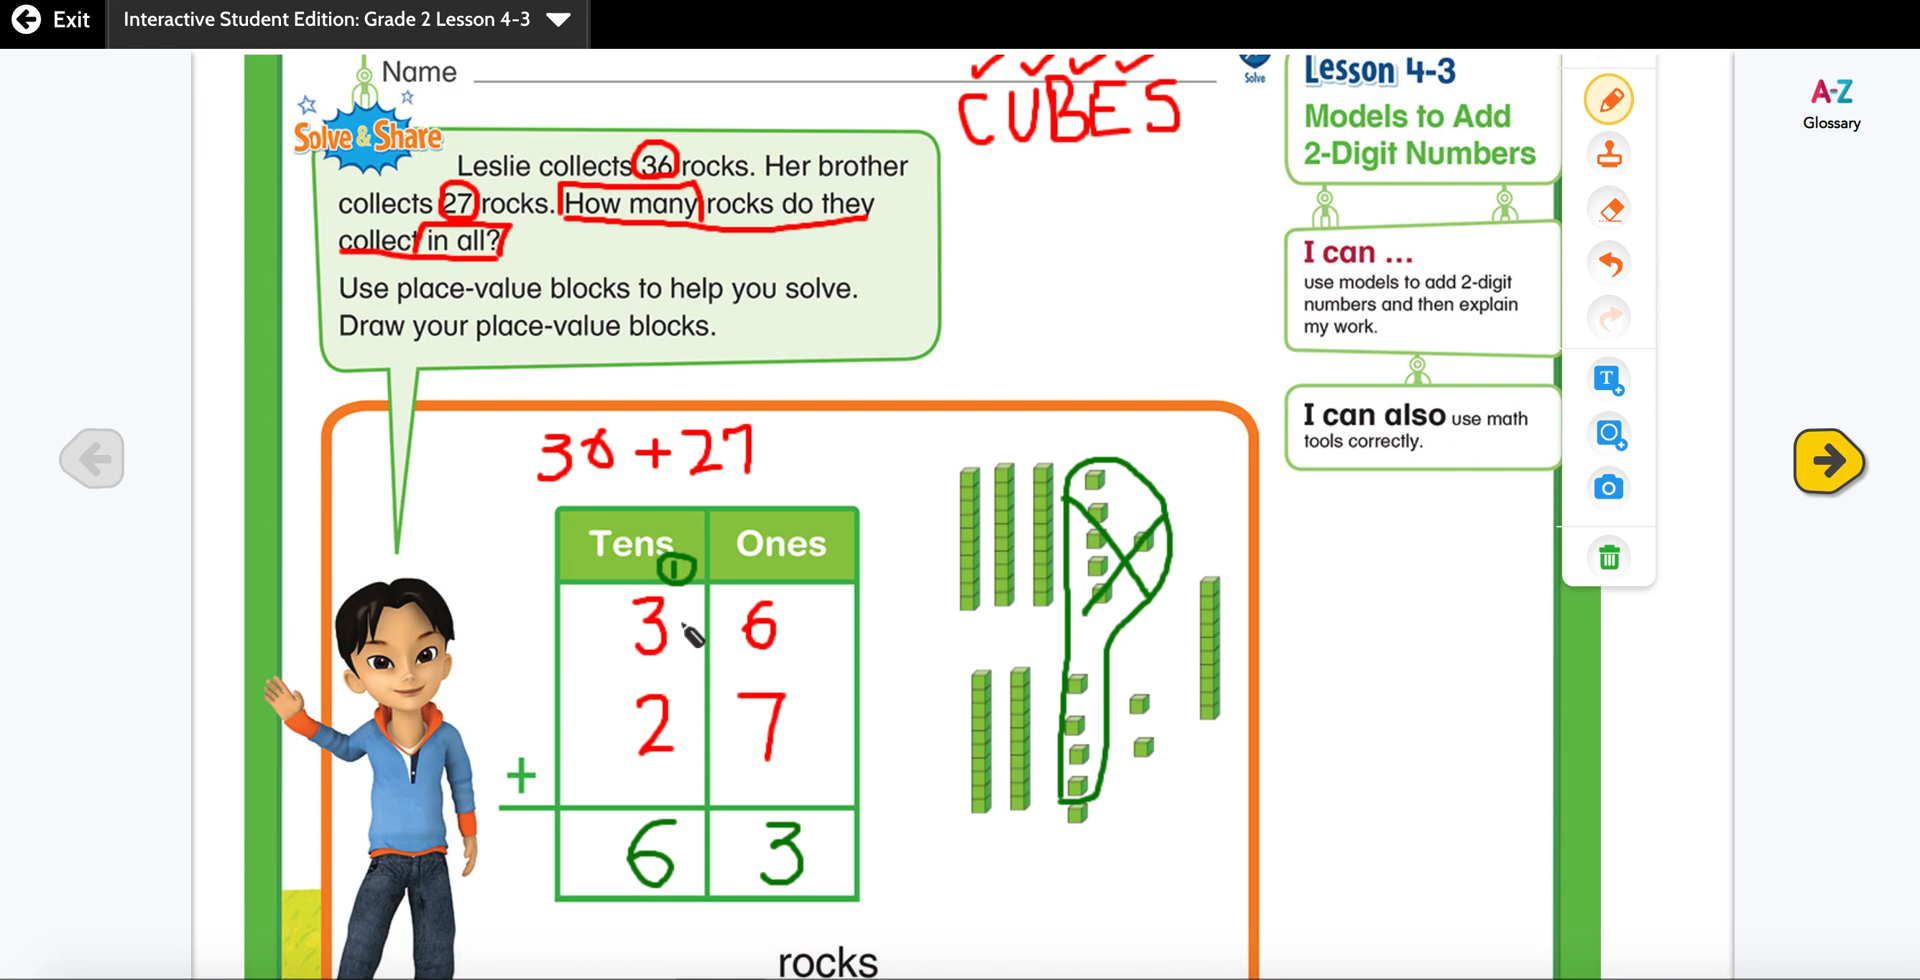 Exit
Interactive Student Edition: Grade 2 Lesson 4-3
Name
CUBES
Solve
Lesson 4-3
Models to Add
2-Digit Numbers
A-Z
Glossary
Solve & Share
Leslie collects 36 rocks. Her brother
collects 27 rocks. How many rocks do they
collect in all?
Use place-value blocks to help you solve.
Draw your place-value blocks.
I can ...
use models to add 2-digit
numbers and then explain
my work.
I can also use math
tools correctly.
T
36 + 27
Tens Ones
1
3 6
2 7
+
6 3
rocks